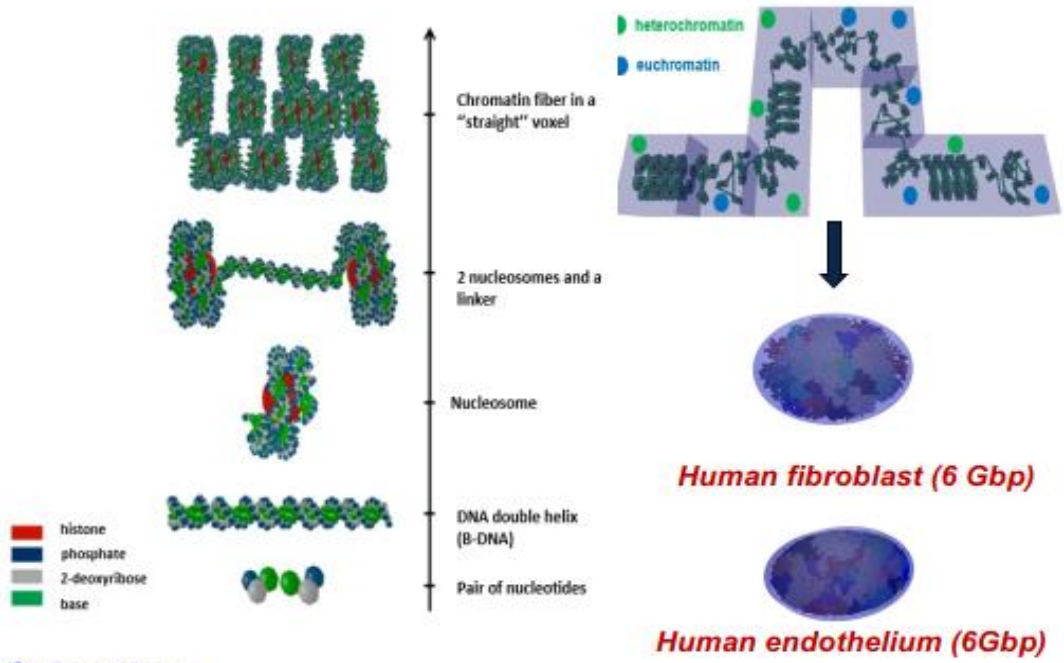 heterochromatin
euchromatin
Chromatin fiber in a
"straight" voxel
2 nucleosomes and a
linker
Nucleosome
DNA double helix
(B-DNA)
Pair of nucleotides
histone
phosphate
2-deoxyribose
base
Human fibroblast (6 Gbp)
Human endothelium (6Gbp)